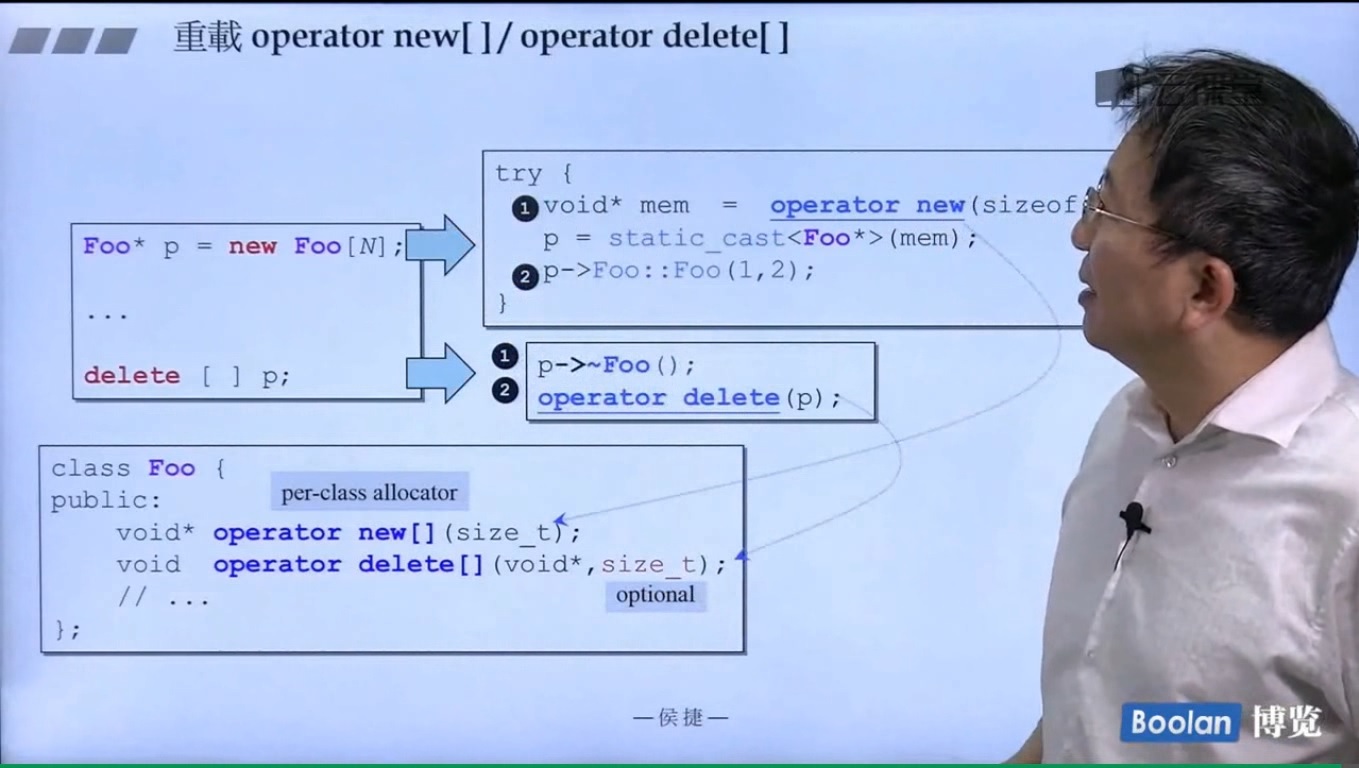 重載 operator new[ ] / operator delete[ ]
try {
1 void* mem = operator new(sizeof
p = static_cast<Foo*>(mem);
2 p->Foo::Foo(1,2);
}
Foo* p = new Foo[N];
...
delete [ ] p;
1 p->~Foo();
2 operator delete(p);
class Foo {
public:
per-class allocator
void* operator new[](size_t);
void operator delete[](void*,size_t);
optional
// ...
};
—侯捷—
Boolan 博览